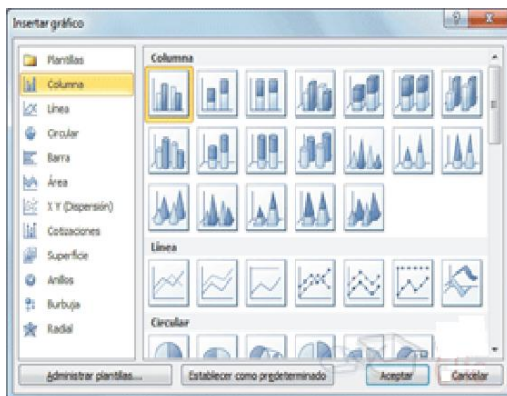 Insertar gráfico
Plantillas
Columna
Línea
Circular
Barra
Área
X Y (Dispersión)
Cotizaciones
Superficie
Anillos
Burbuja
Radial
Columna
Línea
Circular
Administrar plantillas...
Establecer como predeterminado
Aceptar
Cancelar